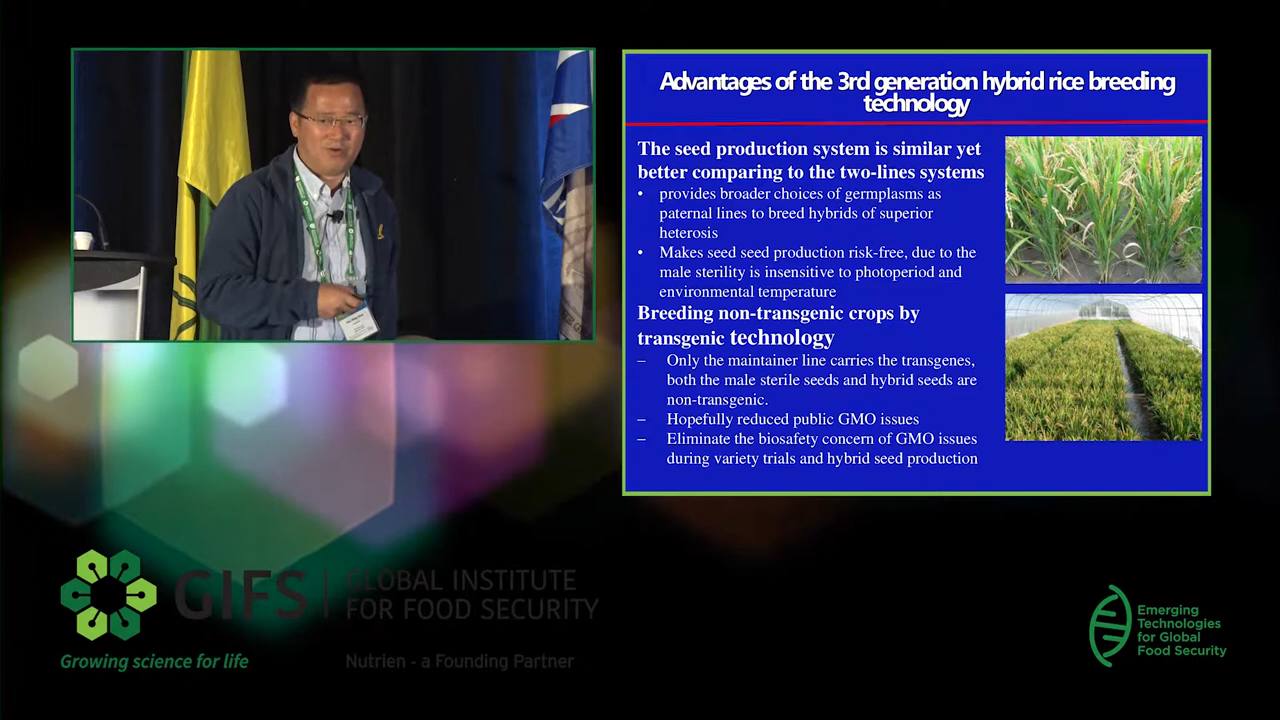 Advantages of the 3rd generation hybrid rice breeding
technology
The seed production system is similar yet
better comparing to the two-lines systems
• provides broader choices of germplasms as
paternal lines to breed hybrids of superior
heterosis
• Makes seed seed production risk-free, due to the
male sterility is insensitive to photoperiod and
environmental temperature
Breeding non-transgenic crops by
transgenic technology
– Only the maintainer line carries the transgenes,
both the male sterile seeds and hybrid seeds are
non-transgenic.
– Hopefully reduced public GMO issues
– Eliminate the biosafety concern of GMO issues
during variety trials and hybrid seed production
GIFS
GLOBAL INSTITUTE
FOR FOOD SECURITY
Growing science for life
Nutrien - a Founding Partner
Emerging
Technologies
for Global
Food Security